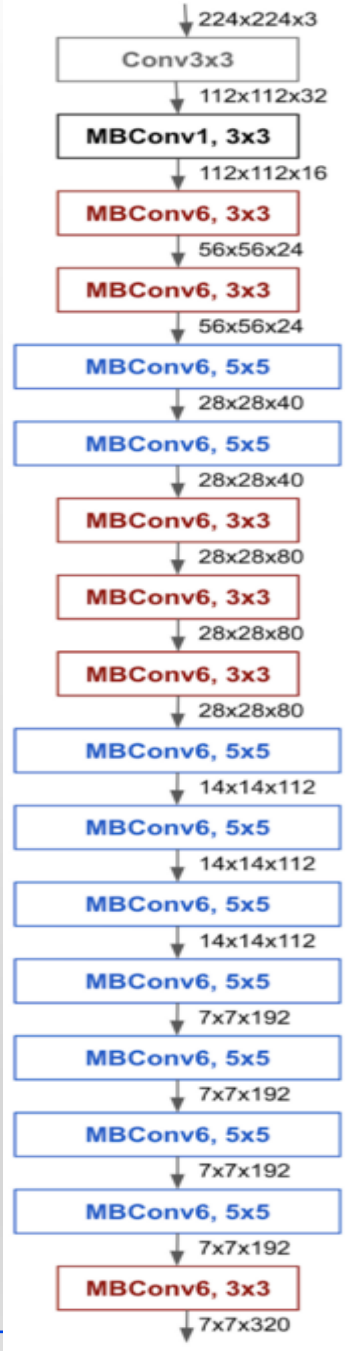 224x224x3
Conv3x3
112x112x32
MBConv1, 3x3
112x112x16
MBConv6, 3x3
56x56x24
MBConv6, 3x3
56x56x24
MBConv6, 5x5
28x28x40
MBConv6, 5x5
28x28x40
MBConv6, 3x3
28x28x80
MBConv6, 3x3
28x28x80
MBConv6, 3x3
28x28x80
MBConv6, 5x5
14x14x112
MBConv6, 5x5
14x14x112
MBConv6, 5x5
14x14x112
MBConv6, 5x5
7x7x192
MBConv6, 5x5
7x7x192
MBConv6, 5x5
7x7x192
MBConv6, 5x5
7x7x192
MBConv6, 3x3
7x7x320